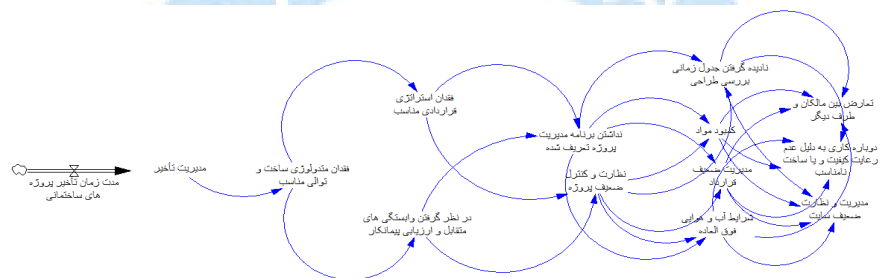 نادیده گرفتن جدول زمانی
بررسی طراحی
فقدان استراتژی
قراردادی مناسب
تمارض بین مالکان و
طرف دیگر
کمبود مواد
نداشتن برنامه مدیریت
پروژه تعریف شده
دوباره کاری به دلیل عدم
رعایت کیفیت و یا ساخت
نامناسب
مدت زمان تاخیر پروژه
های ساختمانی
مدیریت تأخیر
فقدان متدولوژی ساخت و
توالی مناسب
نظارت و کنترل
ضعیف پروژه
مدیریت ضعیف
قرارداد
مدیریت و نظارت
ضعیف سایت
در نظر گرفتن وابستگی های
متقابل و ارزیابی پیمانکار
شرایط آب و هوایی
فوق العاده